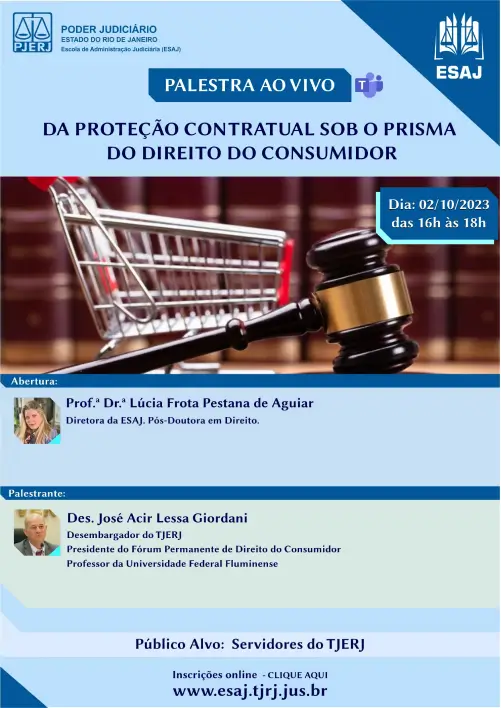 PJERJ
PODER JUDICIÁRIO
ESTADO DO RIO DE JANEIRO
Escola de Administração Judiciária (ESAJ)
ESAJ
PALESTRA AO VIVO
T
DA PROTEÇÃO CONTRATUAL SOB O PRISMA
DO DIREITO DO CONSUMIDOR
Dia: 02/10/2023
das 16h às 18h
Abertura:
Prof.ª Dr.ª Lúcia Frota Pestana de Aguiar
Diretora da ESAJ. Pós-Doutora em Direito.
Palestrante:
Des. José Acir Lessa Giordani
Desembargador do TJERJ
Presidente do Fórum Permanente de Direito do Consumidor
Professor da Universidade Federal Fluminense
Público Alvo: Servidores do TJERJ
Inscrições online - CLIQUE AQUI
www.esaj.tjrj.jus.br